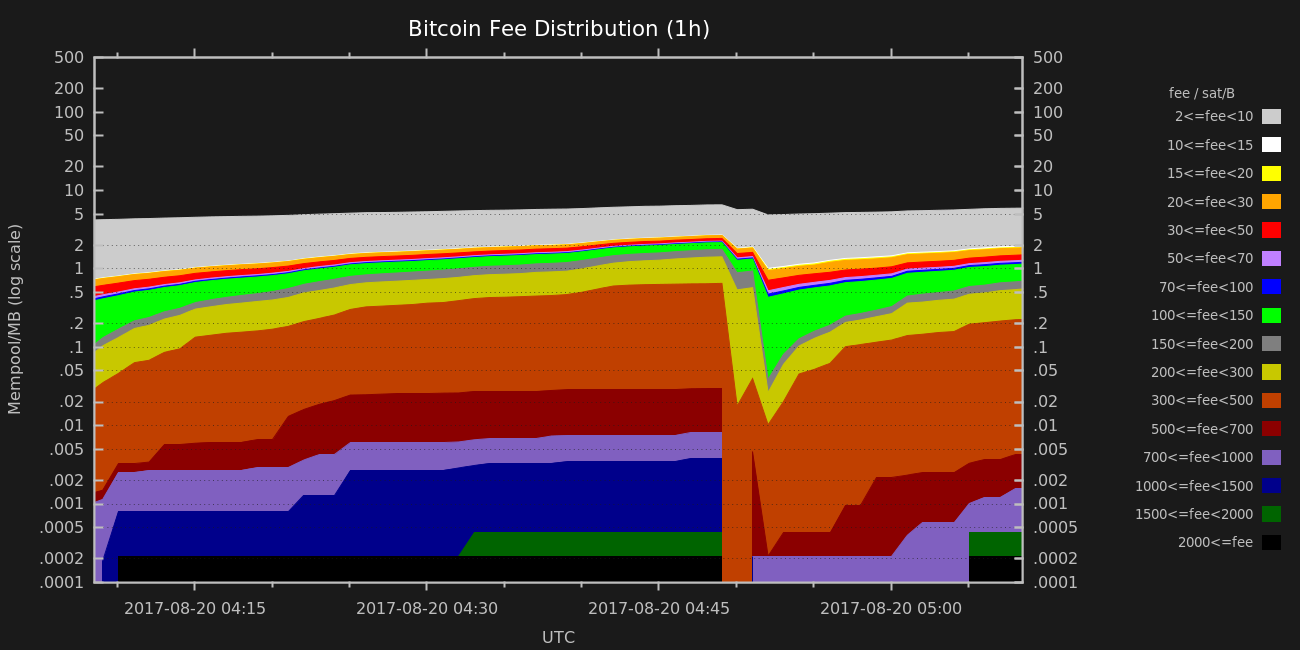 Bitcoin Fee Distribution (1h)
500
200
100
50
20
10
5
2
1
.5
.2
.1
.05
.02
.01
.005
.002
.001
.0005
.0002
.0001
Mempool/MB (log scale)
500
200
100
50
20
10
5
2
1
.5
.2
.1
.05
.02
.01
.005
.002
.001
.0005
.0002
.0001
2017-08-20 04:15
2017-08-20 04:30
2017-08-20 04:45
2017-08-20 05:00
UTC
fee / sat/B
2<=fee<10
10<=fee<15
15<=fee<20
20<=fee<30
30<=fee<50
50<=fee<70
70<=fee<100
100<=fee<150
150<=fee<200
200<=fee<300
300<=fee<500
500<=fee<700
700<=fee<1000
1000<=fee<1500
1500<=fee<2000
2000<=fee